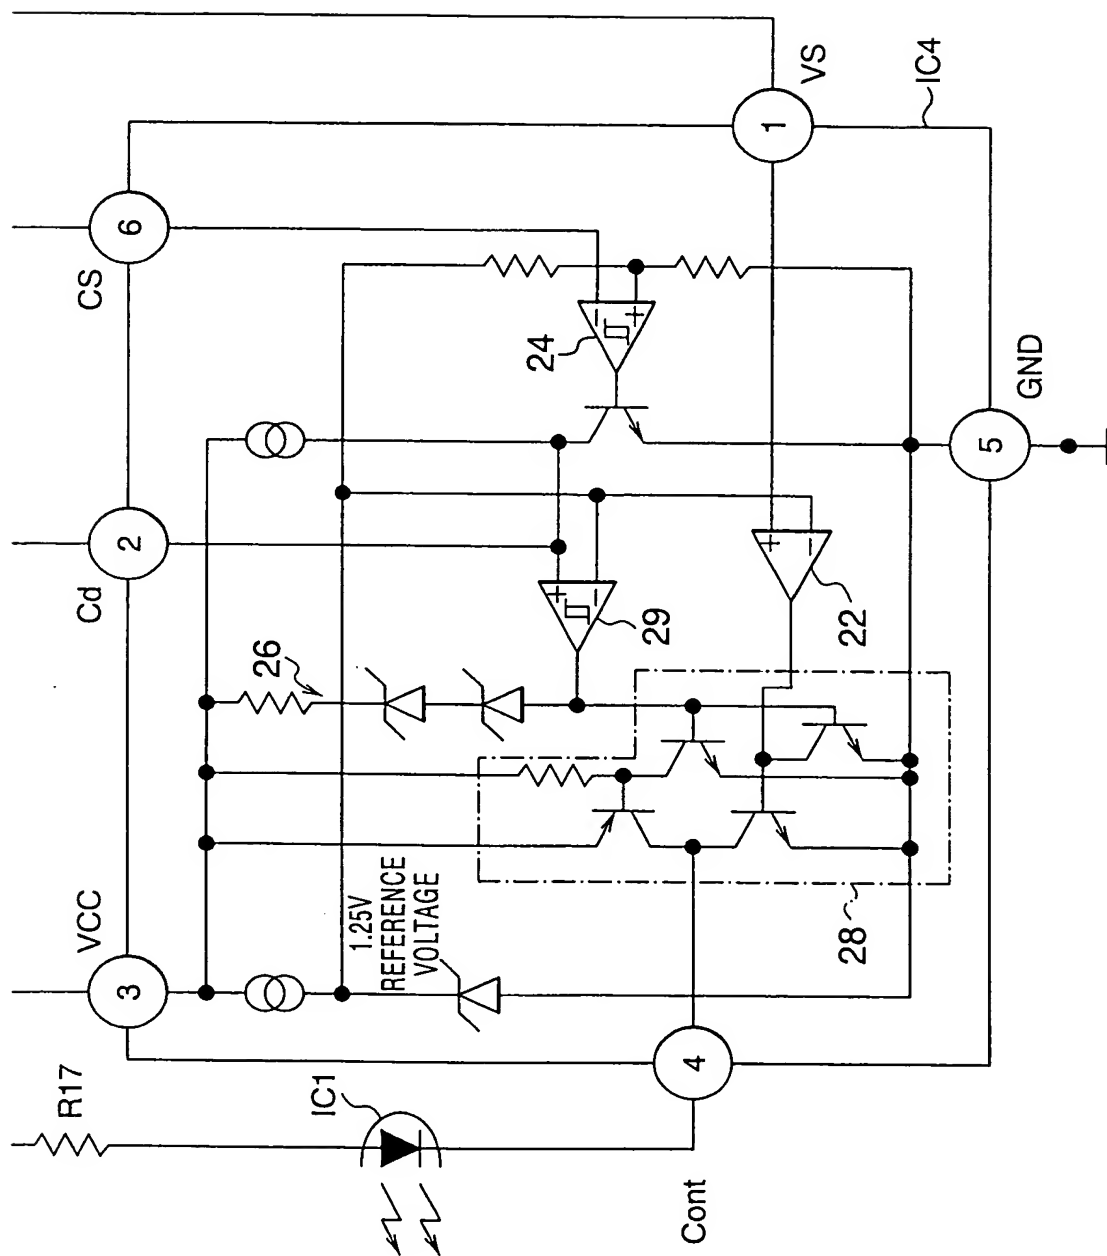 R17
VCC
Cd
CS
3
2
6
26
IC1
1.25V
REFERENCE
VOLTAGE
24
−
+
+
−
29
Cont
4
1
VS
+
−
22
28
IC4
5
GND